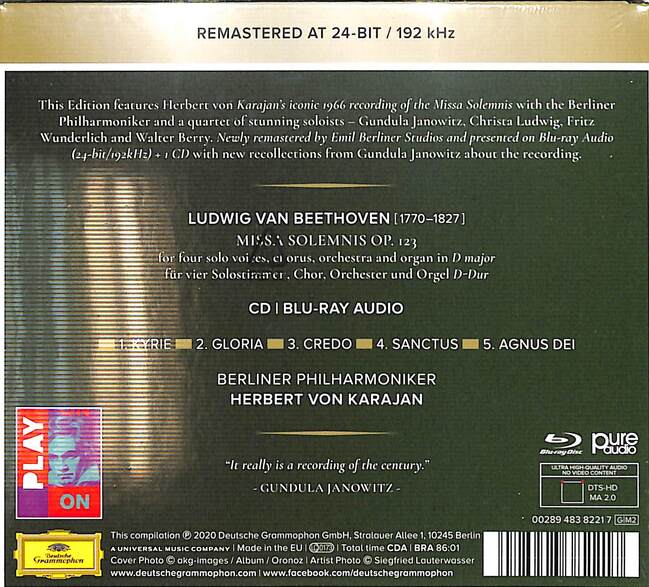 REMASTERED AT 24-BIT / 192 kHz
This Edition features Herbert von Karajan's iconic 1966 recording of the Missa Solemnis with the Berliner
Philharmoniker and a quartet of stunning soloists – Gundula Janowitz, Christa Ludwig, Fritz
Wunderlich and Walter Berry. Newly remastered by Emil Berliner Studios and presented on Blu-ray Audio
(24-bit/192kHz) + 1 CD with new recollections from Gundula Janowitz about the recording.
LUDWIG VAN BEETHOVEN [1770–1827]
MISSA SOLEMNIS OP. 123
for four solo voices, chorus, orchestra and organ in D major
für vier Solostimmen, Chor, Orchester und Orgel D-Dur
CD | BLU-RAY AUDIO
1. KYRIE 2. GLORIA 3. CREDO 4. SANCTUS 5. AGNUS DEI
BERLINER PHILHARMONIKER
HERBERT VON KARAJAN
"It really is a recording of the century."
- GUNDULA JANOWITZ -
PLAY
ON
Blu-ray Disc
pure audio
ULTRA HIGH-QUALITY AUDIO
NO VIDEO CONTENT
DTS-HD
MA 2.0
00289 483 8221 7 GM2
Deutsche
Grammophon
This compilation ℗ 2020 Deutsche Grammophon GmbH, Stralauer Allee 1, 10245 Berlin
A UNIVERSAL MUSIC COMPANY | Made in the EU | LC 0173 | Total time CDA | BRA 86:01
Cover Photo © akg-images / Album / Oronoz | Artist Photo © Siegfried Lauterwasser
www.deutschegrammophon.com | www.facebook.com/deutschegrammophon